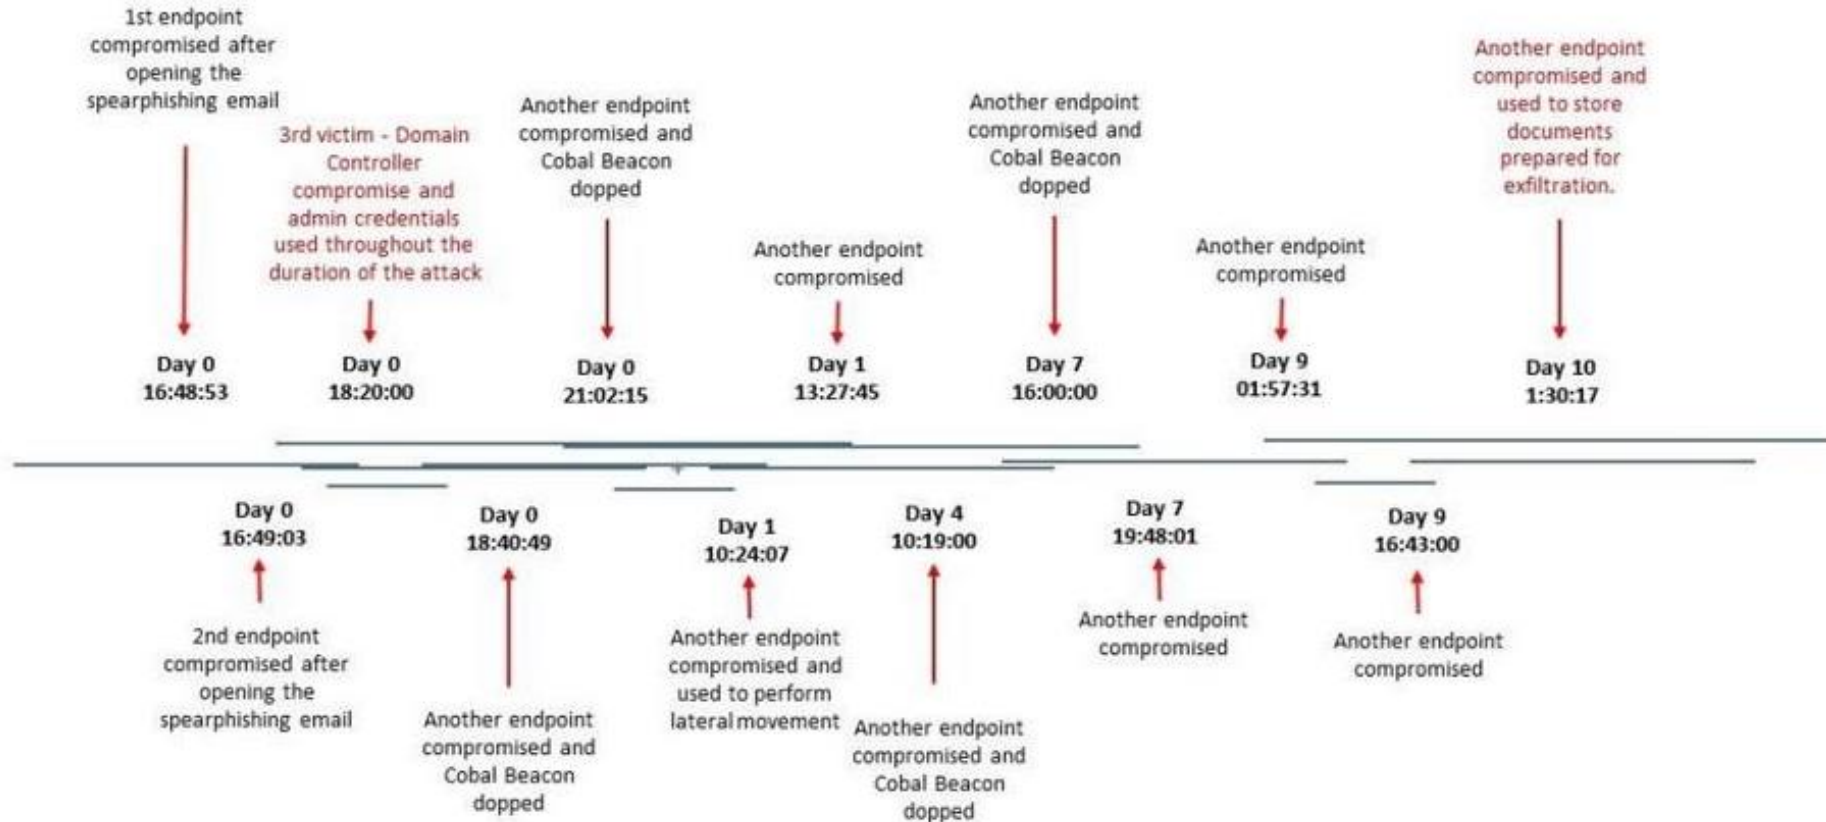 1st endpoint
compromised after
opening the
spearphishing email
3rd victim - Domain
Controller
compromise and
admin credentials
used throughout the
duration of the attack
Another endpoint
compromised and
Cobal Beacon
dopped
Another endpoint
compromised
Another endpoint
compromised and
Cobal Beacon
dopped
Another endpoint
compromised
Another endpoint
compromised and
used to store
documents
prepared for
exfiltration.
Day 0
16:48:53
Day 0
18:20:00
Day 0
21:02:15
Day 1
13:27:45
Day 7
16:00:00
Day 9
01:57:31
Day 10
1:30:17
Day 0
16:49:03
Day 0
18:40:49
Day 1
10:24:07
Day 4
10:19:00
Day 7
19:48:01
Day 9
16:43:00
2nd endpoint
compromised after
opening the
spearphishing email
Another endpoint
compromised and
Cobal Beacon
dopped
Another endpoint
compromised and
used to perform
lateral movement
Another endpoint
compromised and
Cobal Beacon
dopped
Another endpoint
compromised
Another endpoint
compromised